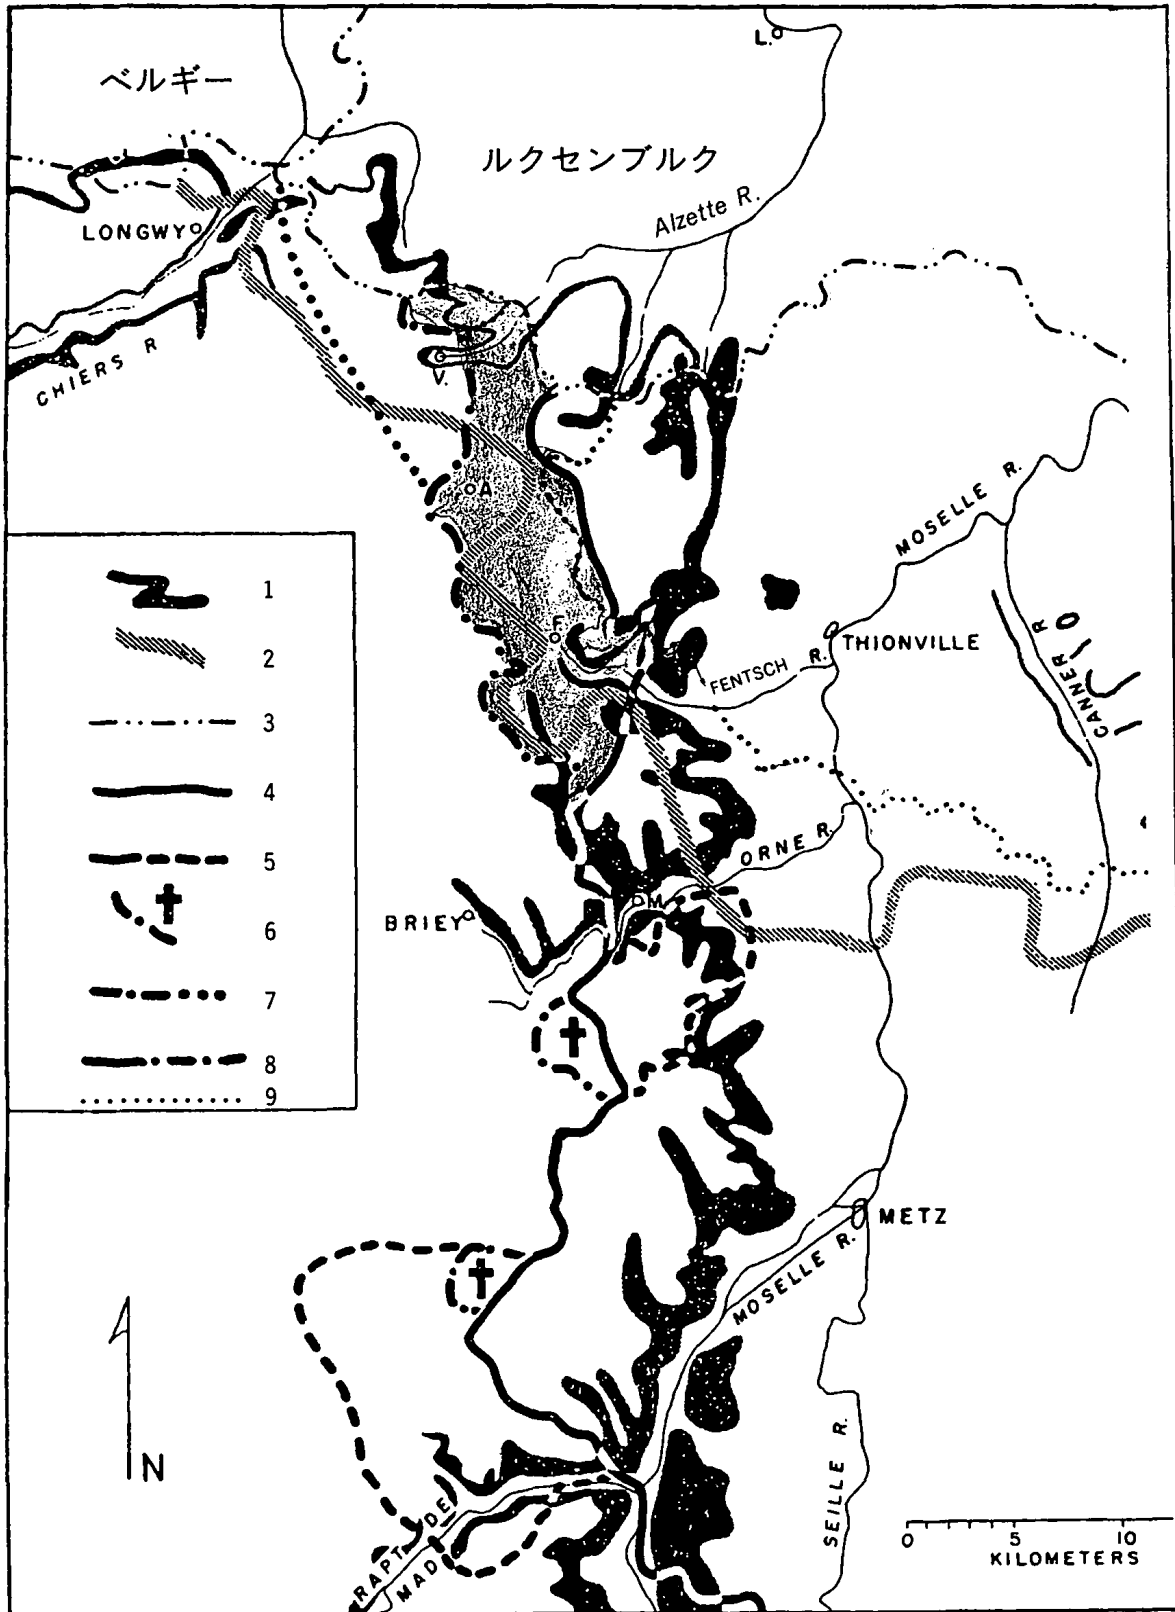 L.
ベルギー
ルクセンブルク
Alzette R.
LONGWY
CHIERS R
V.
A
MOSELLE R.
1
2
3
4
5
6
7
8
9
F
THIONVILLE
FENTSCH R.
CANNER R
ORNE R.
M.
BRIEY
METZ
MOSELLE R.
N
SEILLE R.
RAPT DE MAD
0 5 10
KILOMETERS